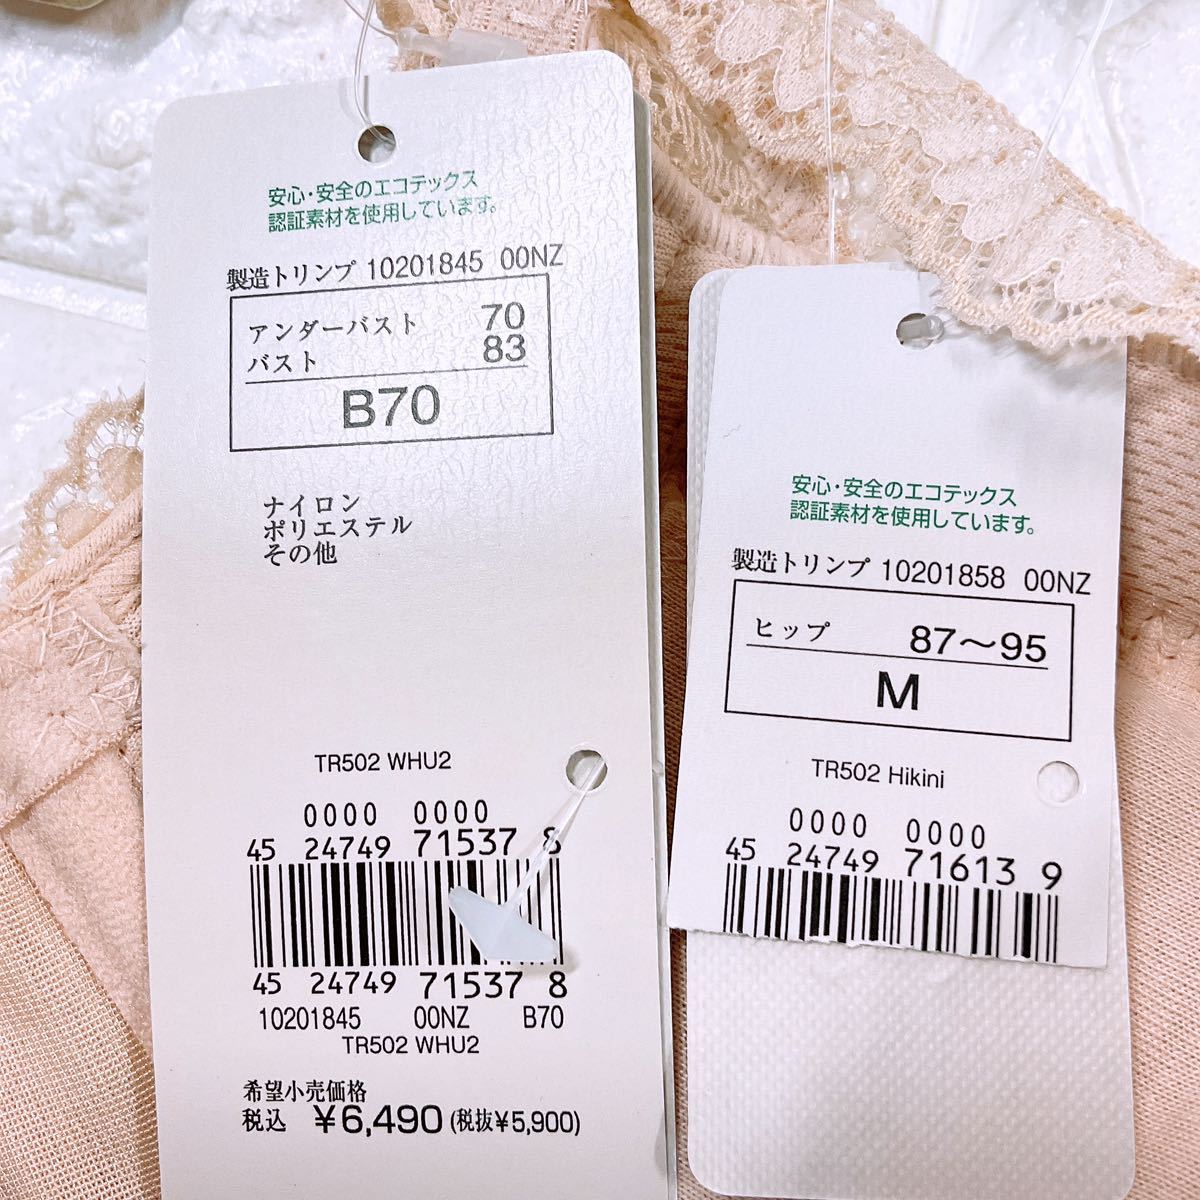 安心・安全のエコテックス
認証素材を使用しています。
製造トリンプ 10201845 00NZ
アンダーバスト 70
バスト 83
B70
ナイロン
ポリエステル
その他
TR502 WHU2
0000 0000
45 24749 71537 8
45 24749 71537 8
10201845 00NZ B70
TR502 WHU2
希望小売価格
税込 ¥6,490 (税抜¥5,900)
安心・安全のエコテックス
認証素材を使用しています。
製造トリンプ 10201858 00NZ
ヒップ 87〜95
M
TR502 Hikini
0000 0000
45 24749 71613 9